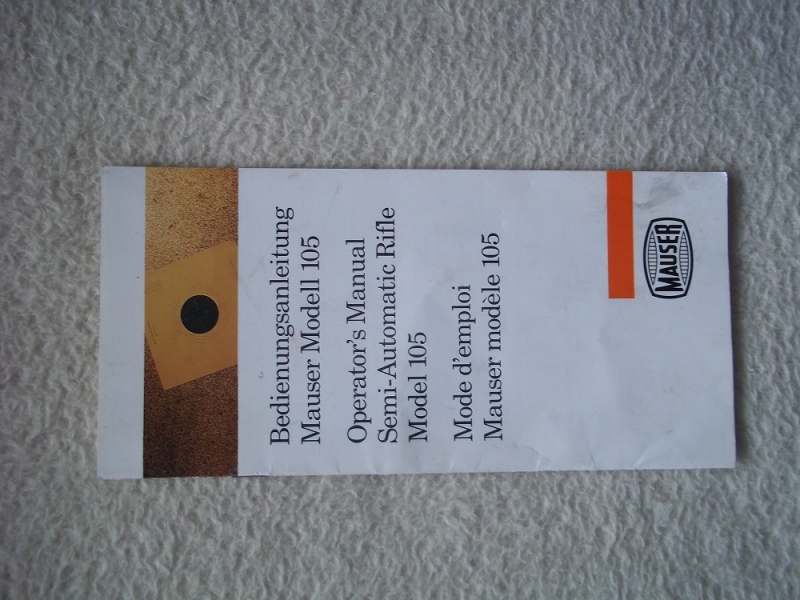 Bedienungsanleitung
Mauser Modell 105
Operator's Manual
Semi-Automatic Rifle
Model 105
Mode d'emploi
Mauser modèle 105
MAUSER